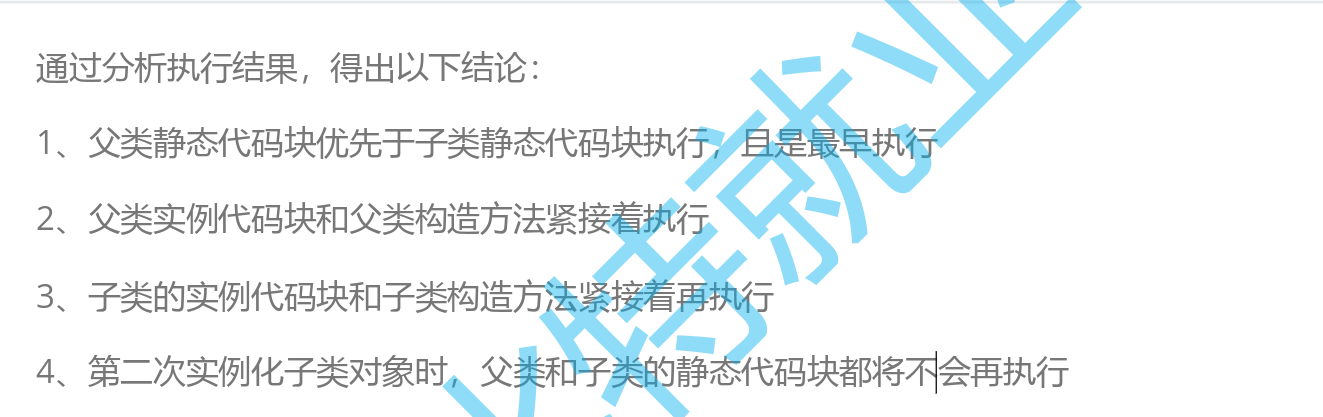 通过分析执行结果，得出以下结论：
1、父类静态代码块优先于子类静态代码块执行，且是最早执行
2、父类实例代码块和父类构造方法紧接着执行
3、子类的实例代码块和子类构造方法紧接着再执行
4、第二次实例化子类对象时，父类和子类的静态代码块都将不会再执行
特就业